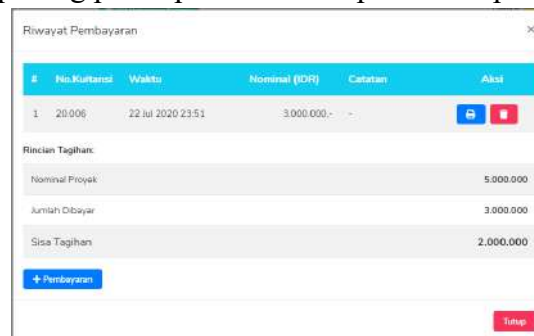 Riwayat Pembayaran ×
# No.Kuitansi Waktu Nominal (IDR) Catatan Aksi
1 20.006 22 Jul 2020 23:51 3.000.000,- -
Rincian Tagihan:
Nominal Proyek 5.000.000
Jumlah Dibayar 3.000.000
Sisa Tagihan 2.000.000
+ Pembayaran
Tutup